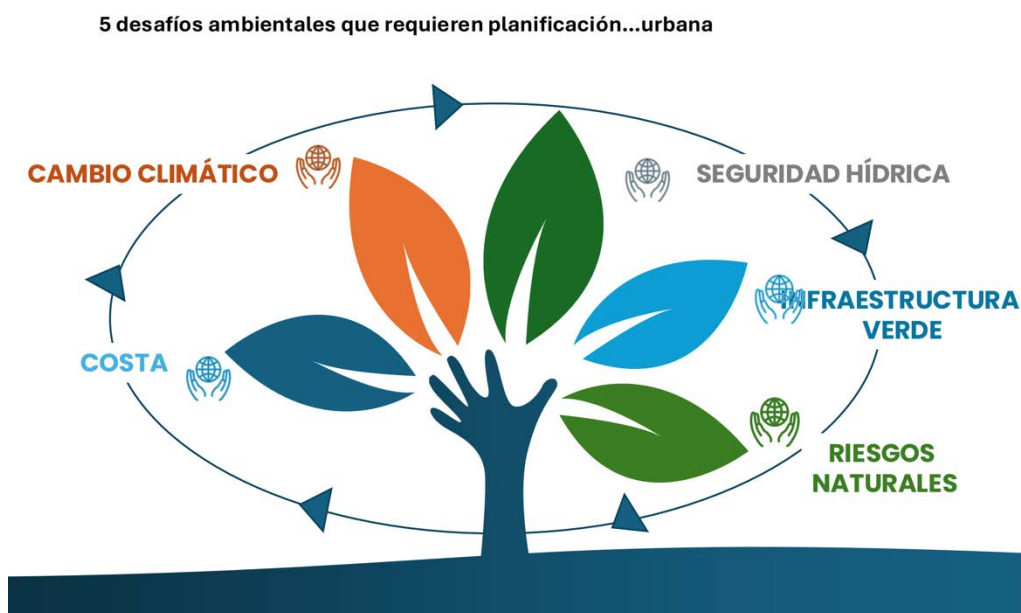 5 desafíos ambientales que requieren planificación...urbana
CAMBIO CLIMÁTICO
SEGURIDAD HÍDRICA
INFRAESTRUCTURA
VERDE
COSTA
RIESGOS
NATURALES